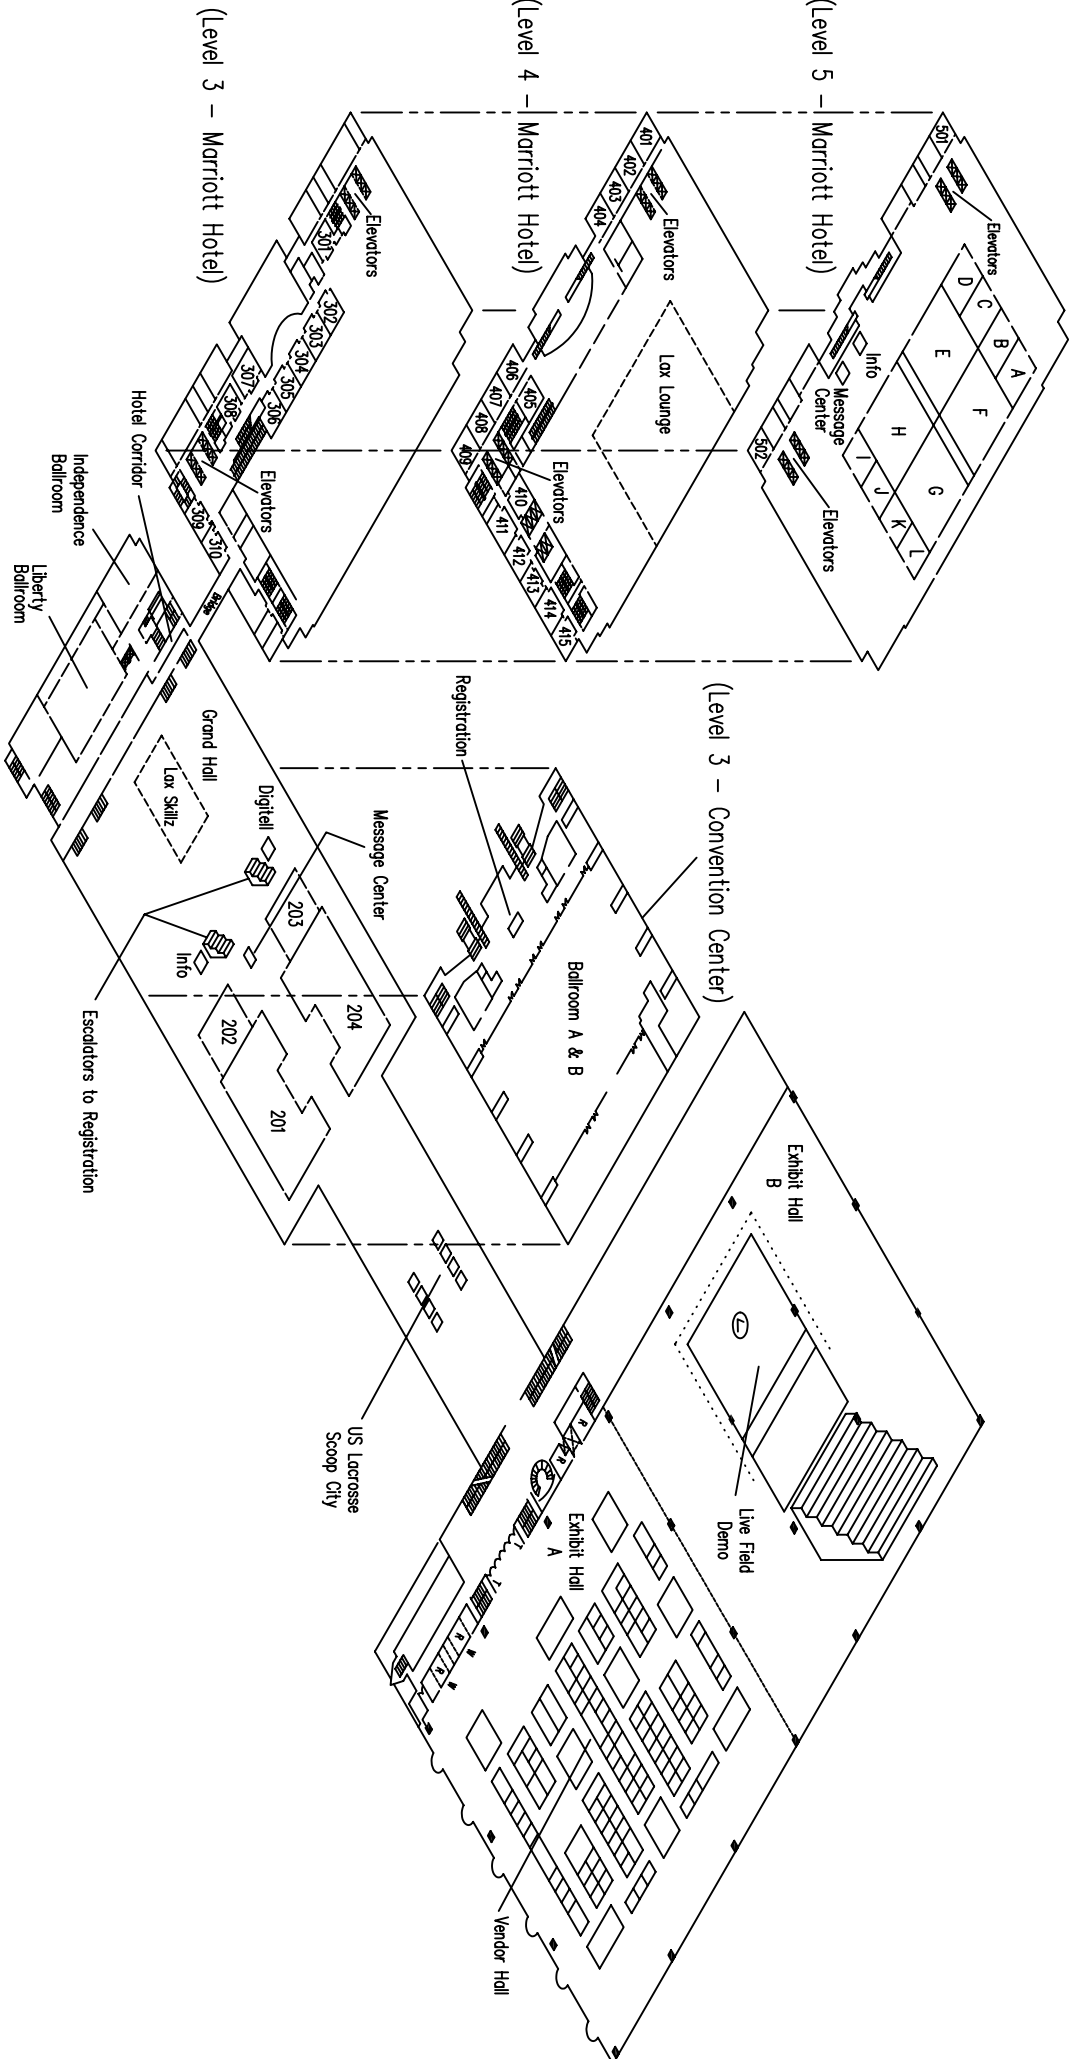 (Level 5 - Marriott Hotel)
501
Elevators
A
B
C
D
E
F
G
H
I
J
K
L
Info
Message
Center
502
Elevators
(Level 4 - Marriott Hotel)
401
402
403
404
Elevators
Lax Lounge
405
406
407
408
409
Elevators
410
411
412
413
414
415
(Level 3 - Marriott Hotel)
Elevators
301
302
303
304
305
306
307
308
Elevators
309
310
Bridge
Hotel Corridor
Independence
Ballroom
Liberty
Ballroom
(Level 3 - Convention Center)
Registration
Ballroom A & B
Grand Hall
Lax Skillz
Digitell
Message Center
203
204
Info
202
201
Escalators to Registration
US Lacrosse
Scoop City
Exhibit Hall
B
L
Live Field
Demo
R
R
Exhibit Hall
A
R
R
Vendor Hall